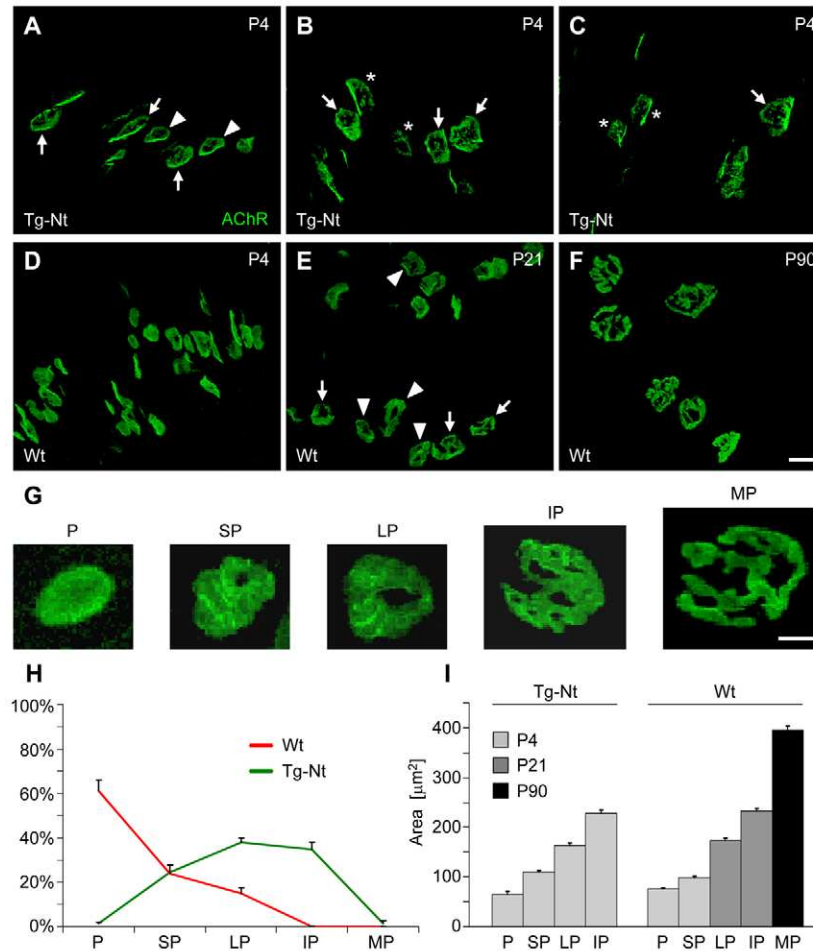 A P4
Tg-Nt AChR
B P4
* *
Tg-Nt
C P4
* *
Tg-Nt
D P4
Wt
E P21
Wt
F P90
Wt
G
P SP LP IP MP
H
100%
80%
60%
40%
20%
0%
Wt
Tg-Nt
P SP LP IP MP
I
Tg-Nt Wt
Area [μm²]
400
300
200
100
0
P4
P21
P90
P SP LP IP P SP LP IP MP